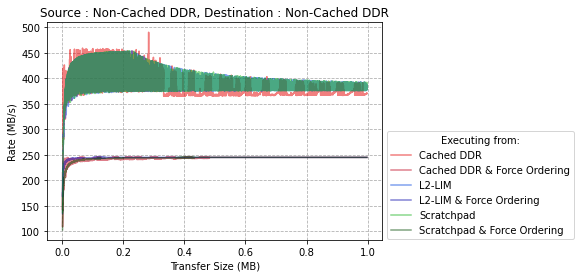 Source : Non-Cached DDR, Destination : Non-Cached DDR
500
450
400
350
300
250
200
150
100
Rate (MB/s)
0.0 0.2 0.4 0.6 0.8 1.0
Transfer Size (MB)
Executing from:
Cached DDR
Cached DDR & Force Ordering
L2-LIM
L2-LIM & Force Ordering
Scratchpad
Scratchpad & Force Ordering